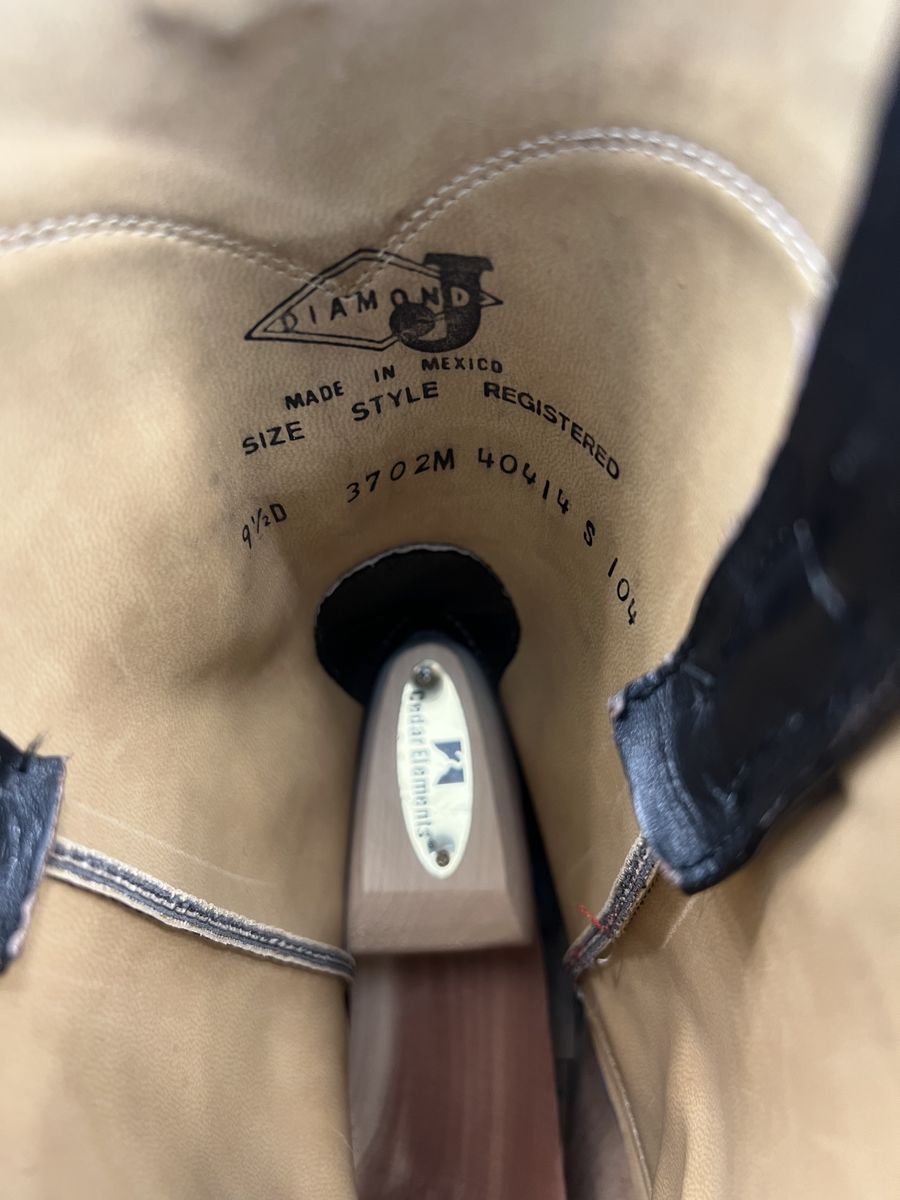 DIAMOND J
MADE IN MEXICO
SIZE STYLE REGISTERED
9½D 3702M 40414 S 104
Cedar Elements